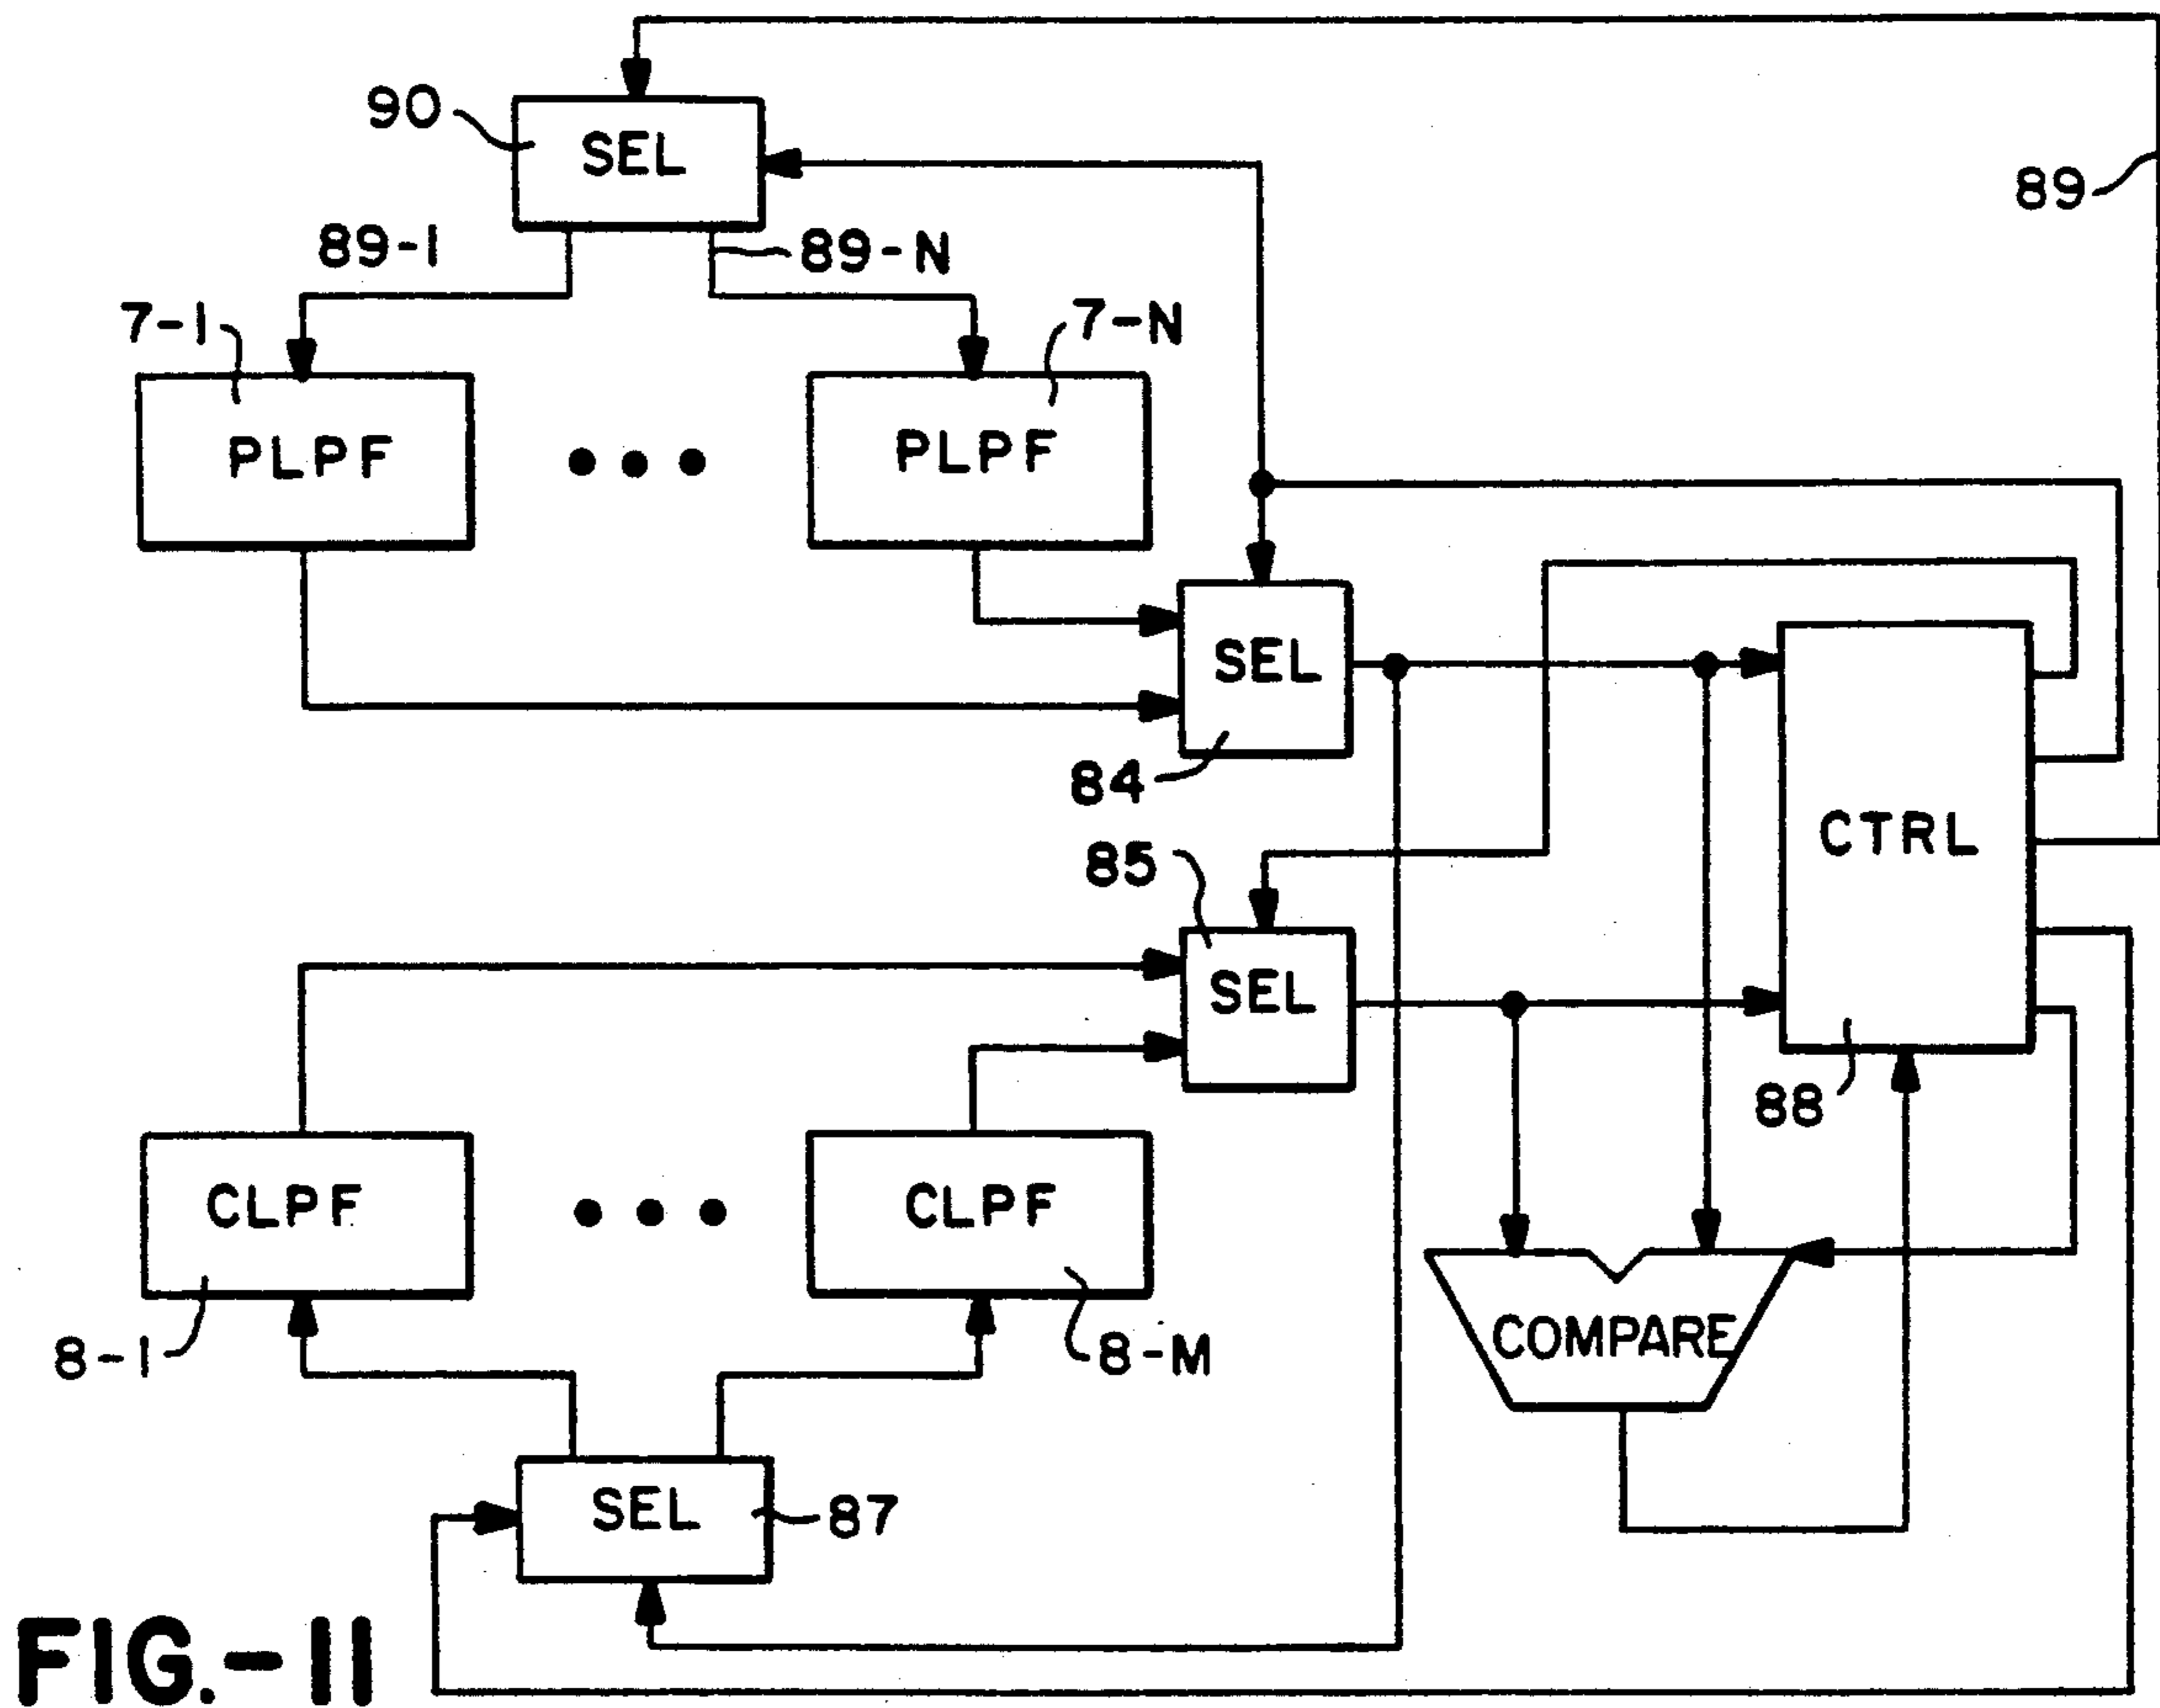 90
SEL
89
89-1
89-N
7-1
7-N
PLPF
PLPF
SEL
84
CTRL
85
SEL
88
CLPF
CLPF
8-1
8-M
COMPARE
SEL
87
FIG.-11